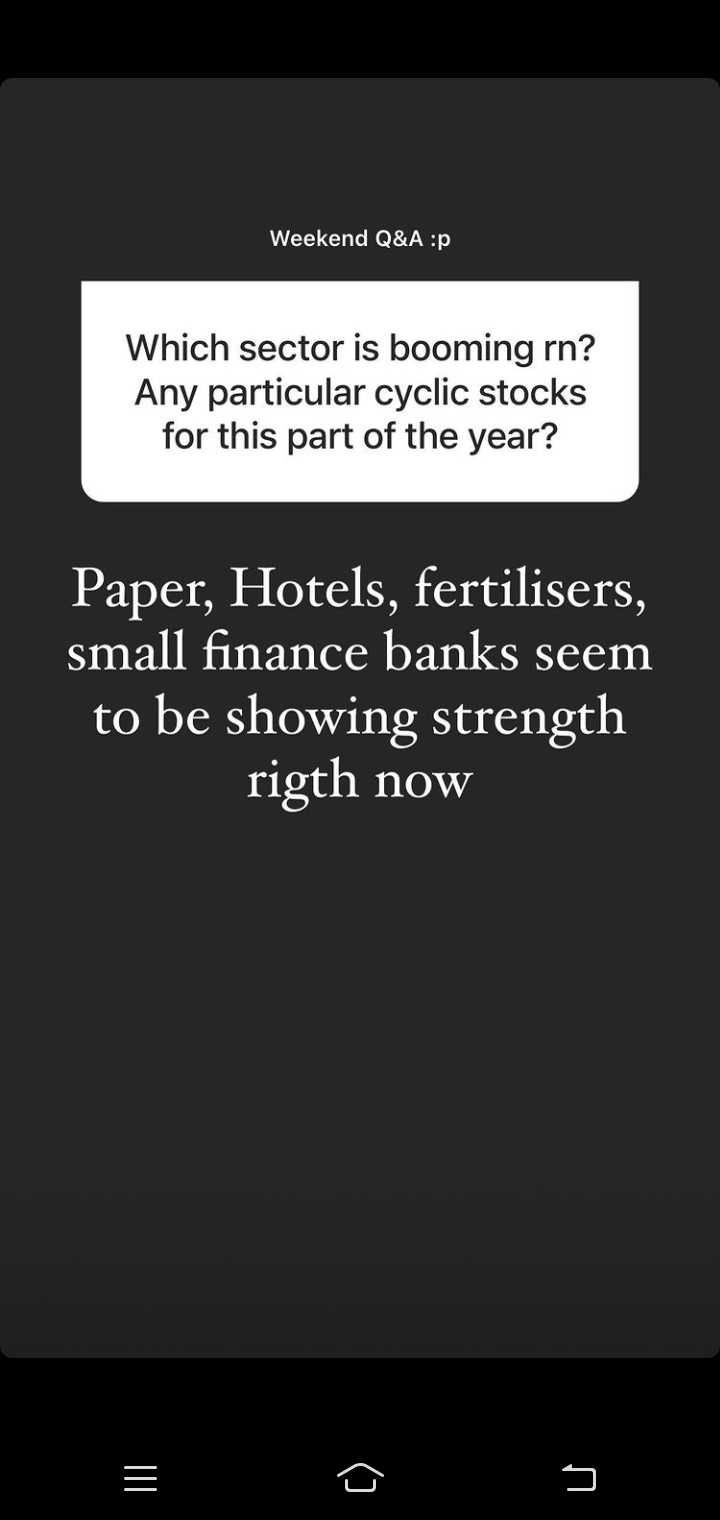 Weekend Q&A :p
Which sector is booming rn?
Any particular cyclic stocks
for this part of the year?
Paper, Hotels, fertilisers,
small finance banks seem
to be showing strength
rigth now